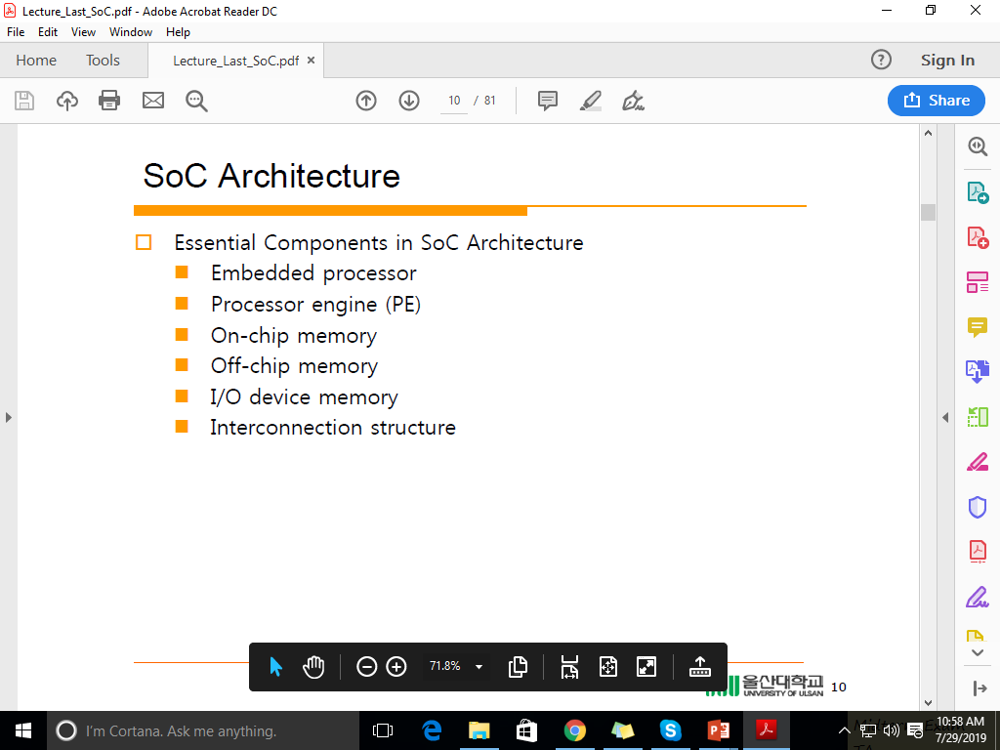 Lecture_Last_SoC.pdf - Adobe Acrobat Reader DC
File Edit View Window Help
Home Tools Lecture_Last_SoC.pdf ×
Sign In
10 / 81
Share
SoC Architecture
Essential Components in SoC Architecture
Embedded processor
Processor engine (PE)
On-chip memory
Off-chip memory
I/O device memory
Interconnection structure
71.8%
울산대학교
UNIVERSITY OF ULSAN
10
I'm Cortana. Ask me anything.
10:58 AM
7/29/2019